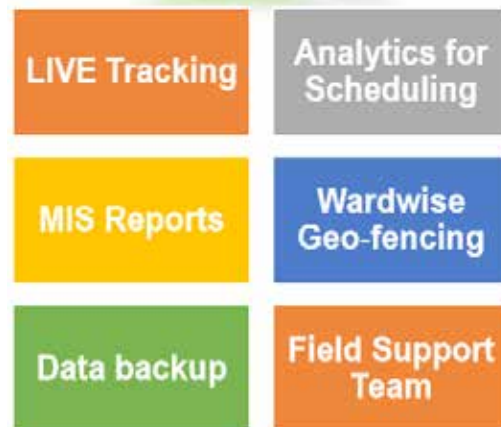 LIVE Tracking
Analytics for
Scheduling
MIS Reports
Wardwise
Geo-fencing
Data backup
Field Support
Team